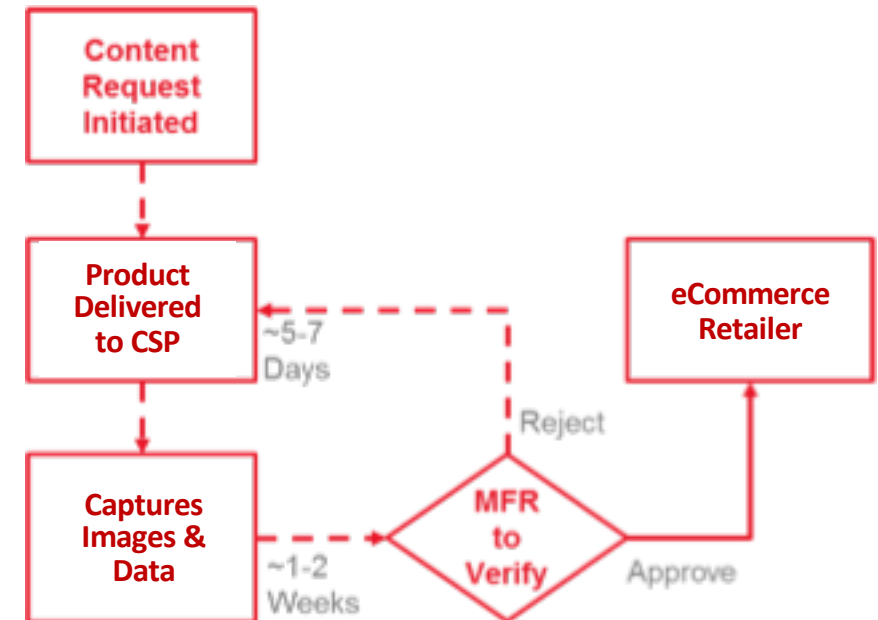 Content
Request
Initiated
Product
Delivered
to CSP
~5-7
Days
eCommerce
Retailer
Reject
Captures
Images &
Data
~1-2
Weeks
MFR
to
Verify
Approve